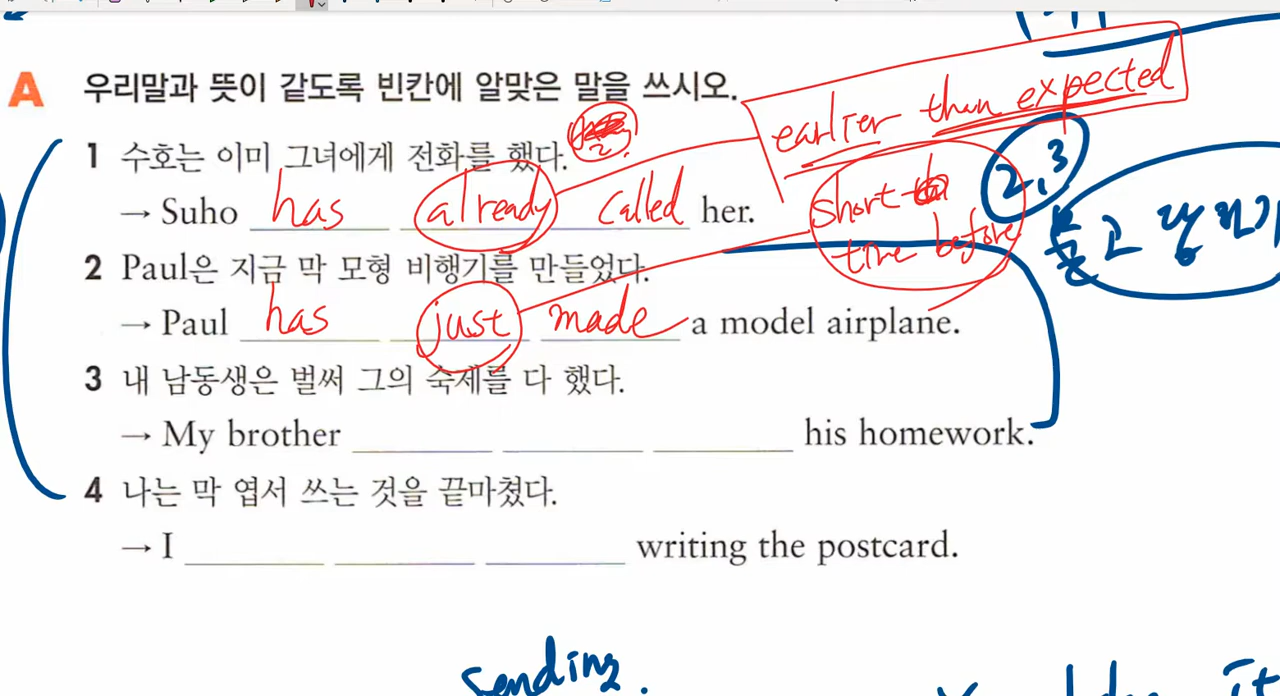 A 우리말과 뜻이 같도록 빈칸에 알맞은 말을 쓰시오.
earlier than expected
1 수호는 이미 그녀에게 전화를 했다.
2.
2, 3
→ Suho has already called her.
short
time before
고
2 Paul은 지금 막 모형 비행기를 만들었다.
→ Paul has just made a model airplane.
3 내 남동생은 벌써 그의 숙제를 다 했다.
→ My brother his homework.
4 나는 막 엽서 쓰는 것을 끝마쳤다.
→ I writing the postcard.
sending.